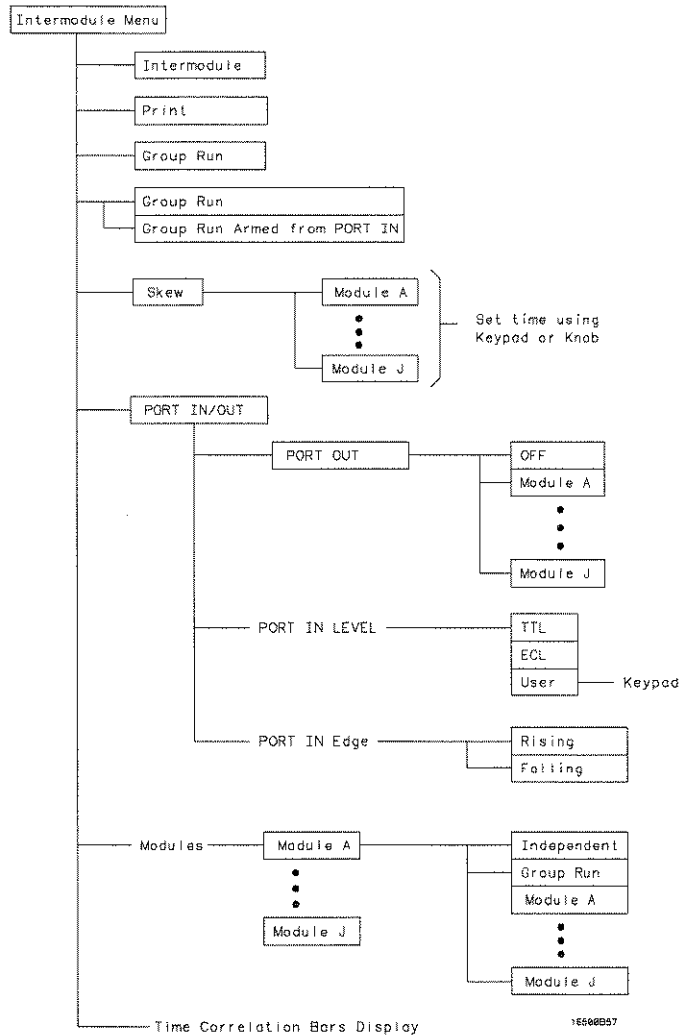 Intermodule Menu
Intermodule
Print
Group Run
Group Run
Group Run Armed from PORT IN
Skew
Module A
Module J
Set time using
Keypad or Knob
PORT IN/OUT
PORT OUT
OFF
Module A
Module J
PORT IN LEVEL
TTL
ECL
User
Keypad
PORT IN Edge
Rising
Falling
Modules
Module A
Module J
Independent
Group Run
Module A
Module J
Time Correlation Bars Display
16500B57